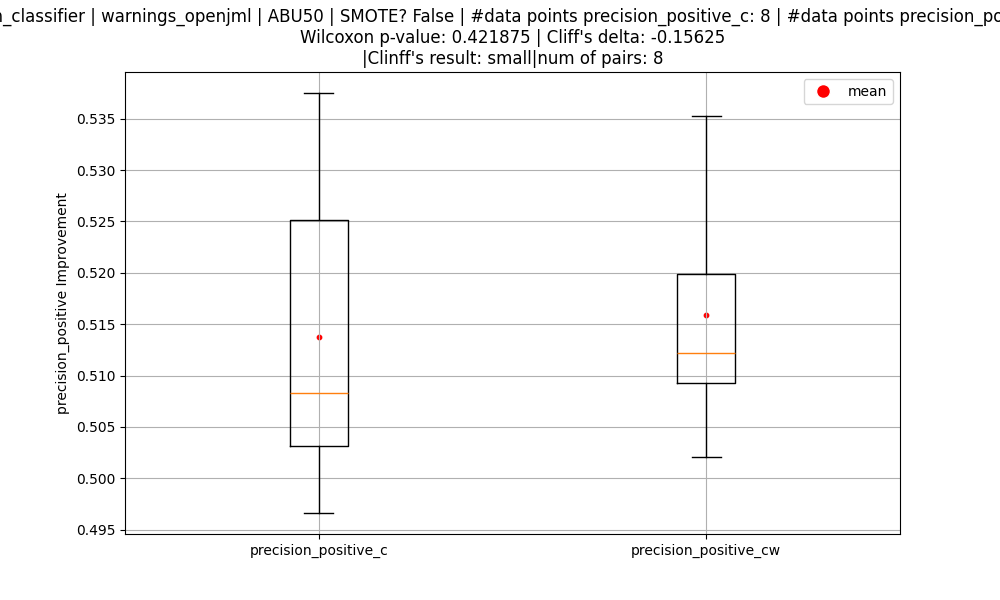 _classifier | warnings_openjml | ABU50 | SMOTE? False | #data points precision_positive_c: 8 | #data points
Wilcoxon p-value: 0.421875 | Cliff's delta: -0.15625
|Clinff's result: small|num of pairs: 8
mean
0.535
0.530
0.525
0.520
0.515
0.510
0.505
0.500
0.495
precision_positive Improvement
precision_positive_c
precision_positive_cw